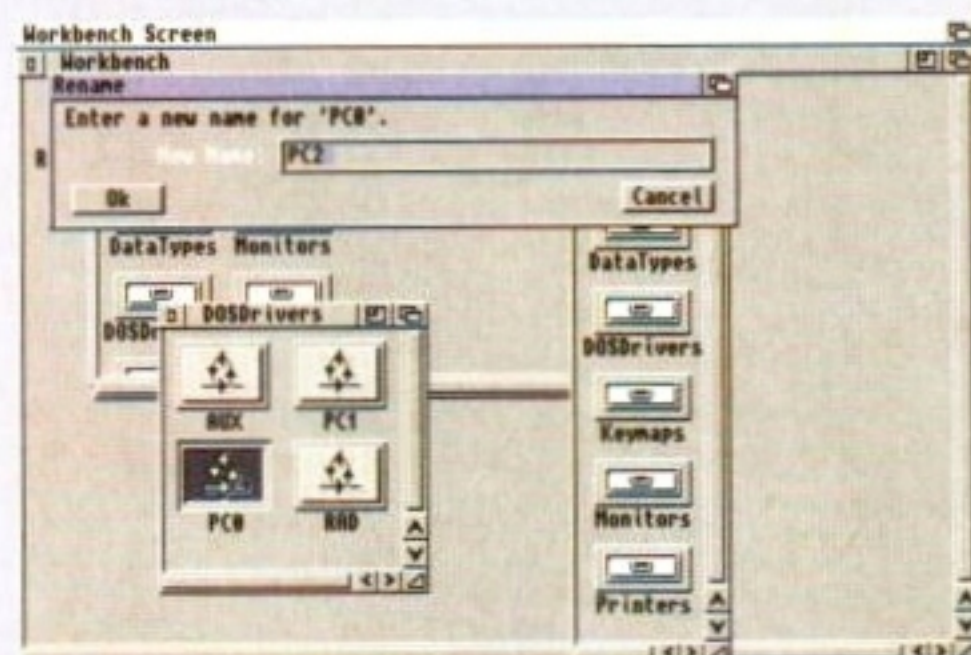 Workbench Screen
Workbench
Rename
Enter a new name for 'PC0'.
New Name: PC2
Ok Cancel
DataTypes Monitors
DOSDrivers
AUX PC1
PC0 RAD
DataTypes
DOSDrivers
Keymaps
Monitors
Printers